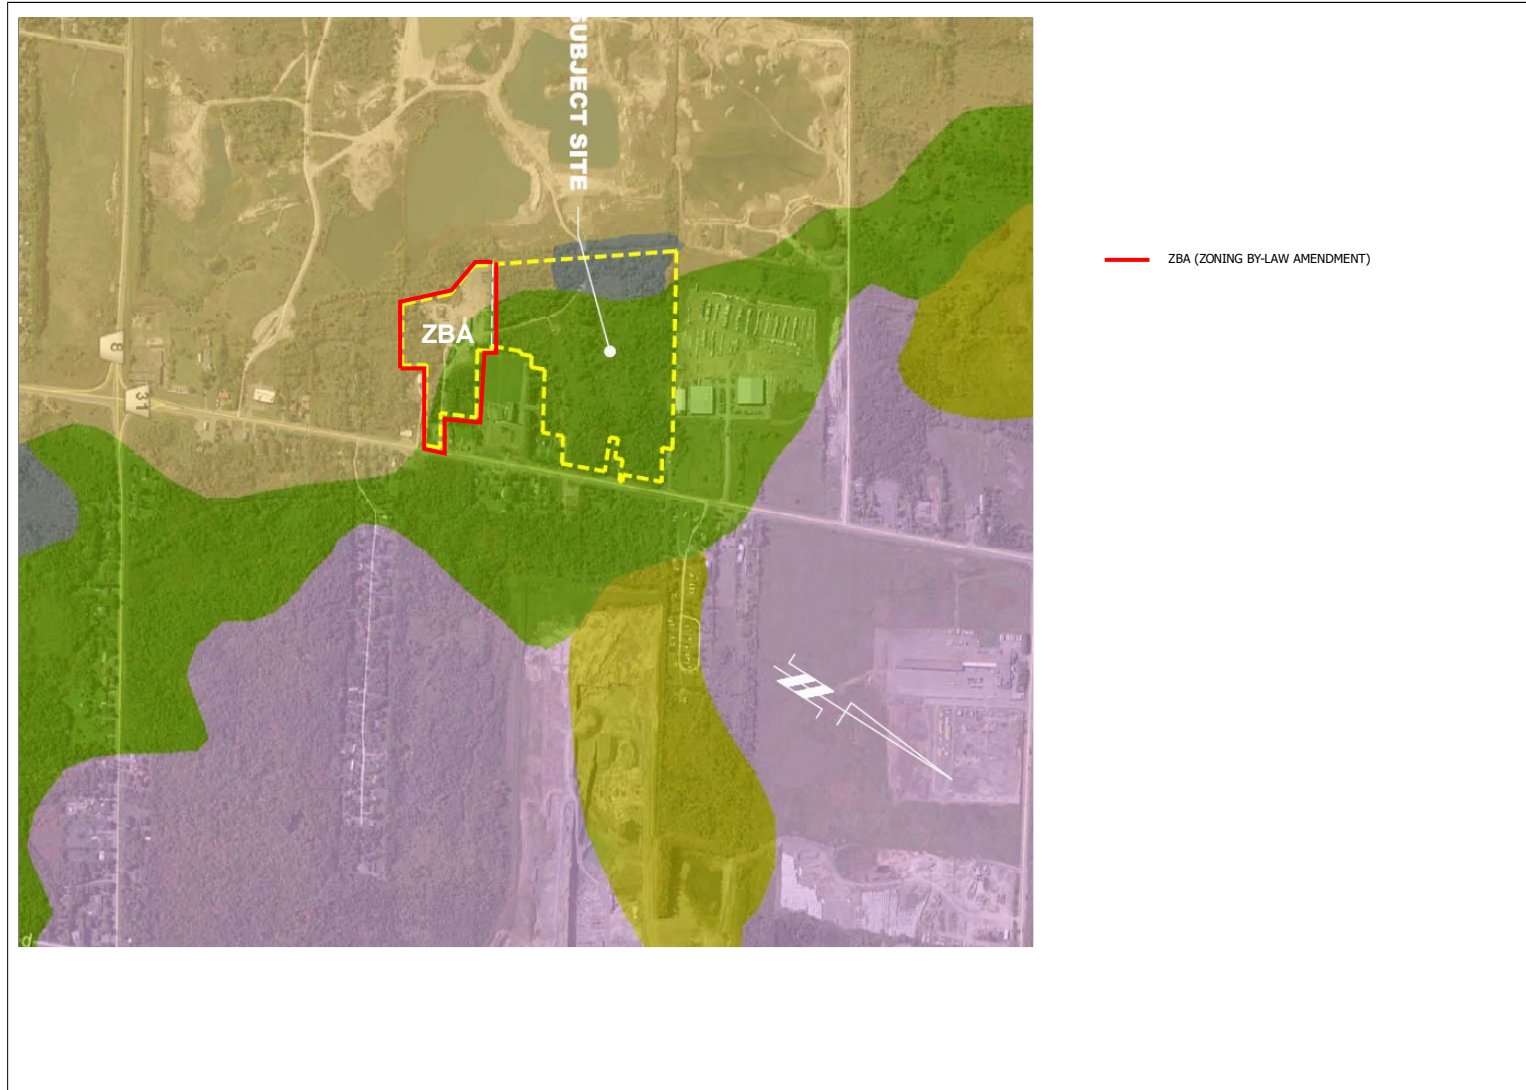 SUBJECT SITE
ZBA (ZONING BY-LAW AMENDMENT)
ZBA
8
31
d